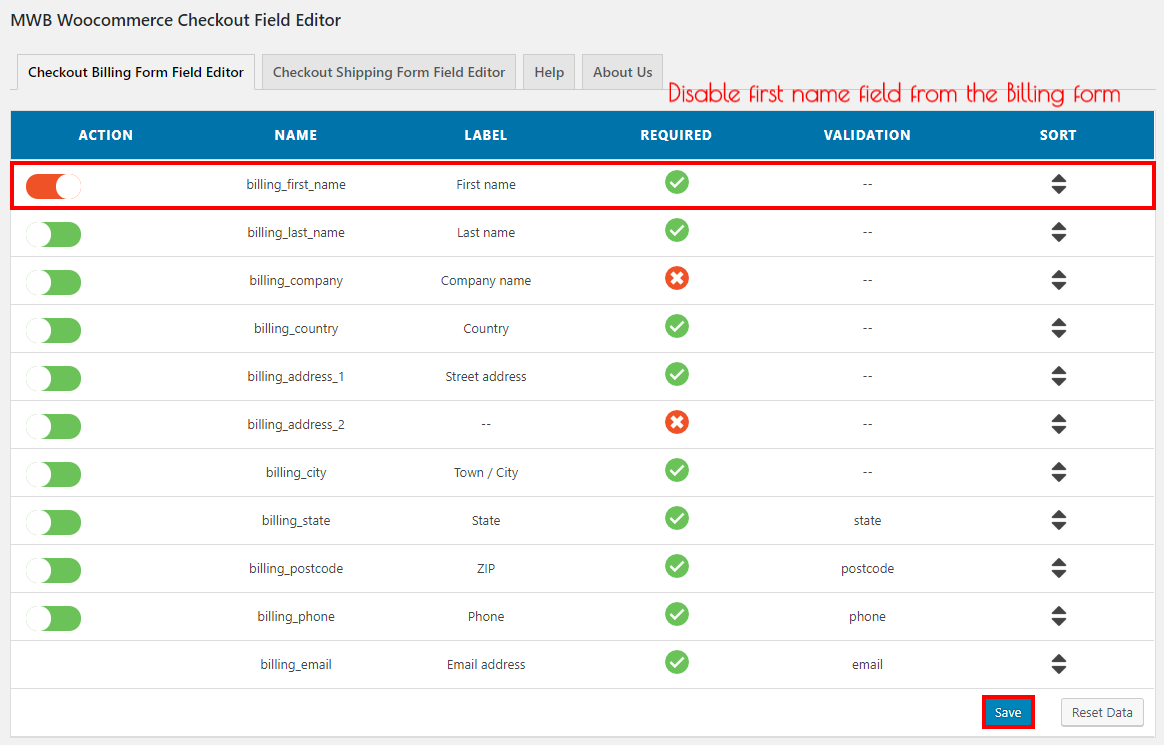 MWB Woocommerce Checkout Field Editor
Checkout Billing Form Field Editor Checkout Shipping Form Field Editor Help About Us
Disable first name field from the Billing form
ACTION NAME LABEL REQUIRED VALIDATION SORT
billing_first_name First name --
billing_last_name Last name --
billing_company Company name --
billing_country Country --
billing_address_1 Street address --
billing_address_2 -- --
billing_city Town / City --
billing_state State state
billing_postcode ZIP postcode
billing_phone Phone phone
billing_email Email address email
Save Reset Data